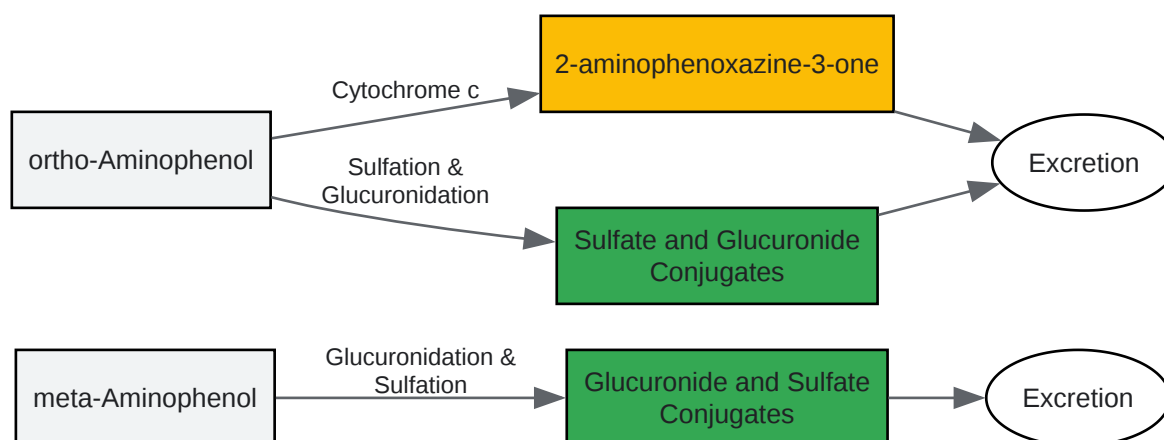 2-aminophenoxazine-3-one
Cytochrome c
ortho-Aminophenol
Excretion
Sulfation &
Glucuronidation
Sulfate and Glucuronide
Conjugates
Glucuronidation &
Sulfation
meta-Aminophenol
Glucuronide and Sulfate
Conjugates
Excretion